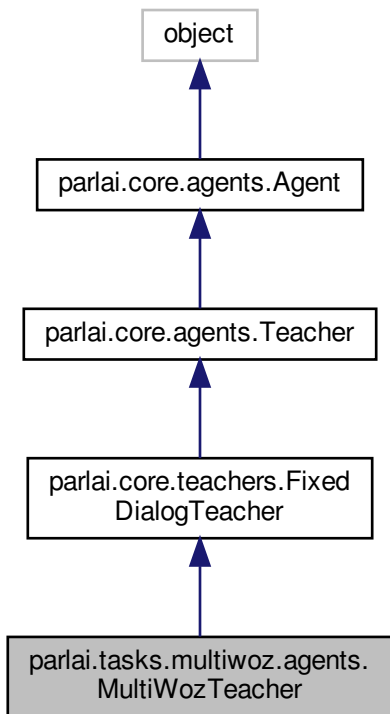 object
parlai.core.agents.Agent
parlai.core.agents.Teacher
parlai.core.teachers.Fixed
DialogTeacher
parlai.tasks.multiwoz.agents.
MultiWozTeacher